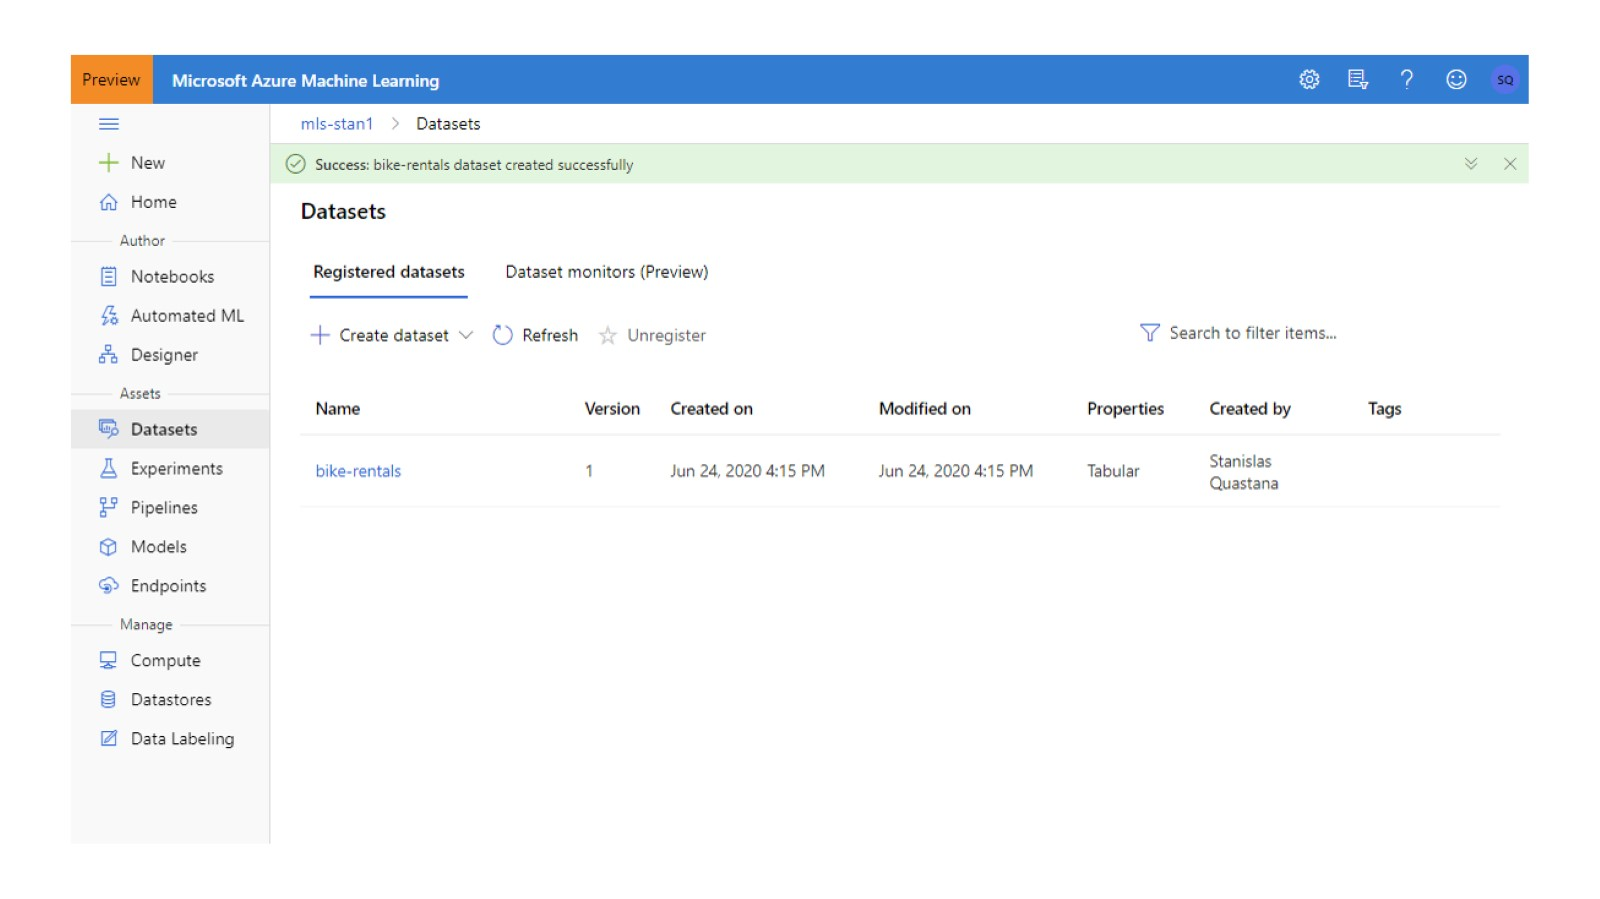 Preview
Microsoft Azure Machine Learning
SQ
mls-stan1 > Datasets
New
Success: bike-rentals dataset created successfully
Home
Datasets
Author
Notebooks
Registered datasets
Dataset monitors (Preview)
Automated ML
Create dataset
Refresh
Unregister
Search to filter items...
Designer
Assets
Name Version Created on Modified on Properties Created by Tags
Datasets
bike-rentals 1 Jun 24, 2020 4:15 PM Jun 24, 2020 4:15 PM Tabular Stanislas
Quastana
Experiments
Pipelines
Models
Endpoints
Manage
Compute
Datastores
Data Labeling